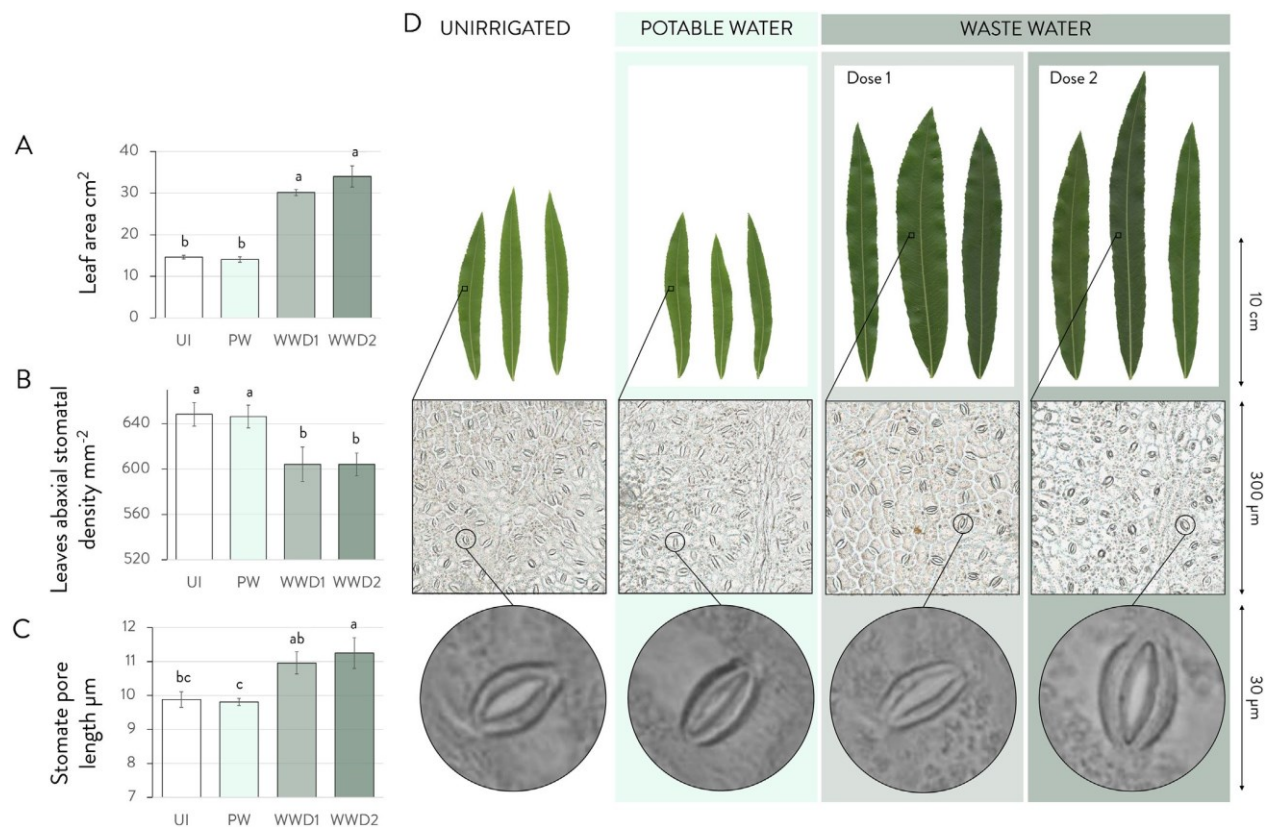 A
Leaf area cm²
40
30
20
10
0
b
b
a
a
UI
PW
WWD1
WWD2
B
Leaves abaxial stomatal
density mm⁻²
640
600
560
520
a
a
b
b
UI
PW
WWD1
WWD2
C
Stomate pore
length µm
12
11
10
9
8
7
bc
c
ab
a
UI
PW
WWD1
WWD2
D
UNIRRIGATED
POTABLE WATER
WASTE WATER
Dose 1
Dose 2
10 cm
300 µm
30 µm